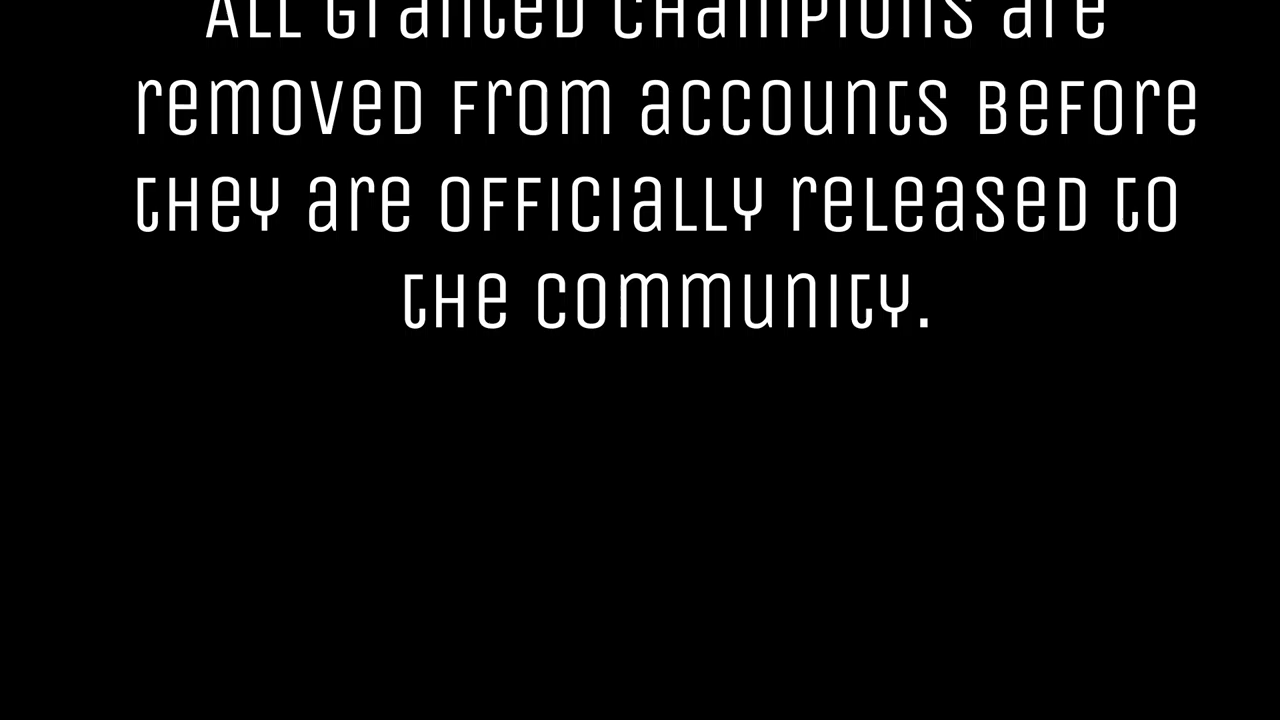 All granted champions are
removed from accounts before
they are officially released to
the community.